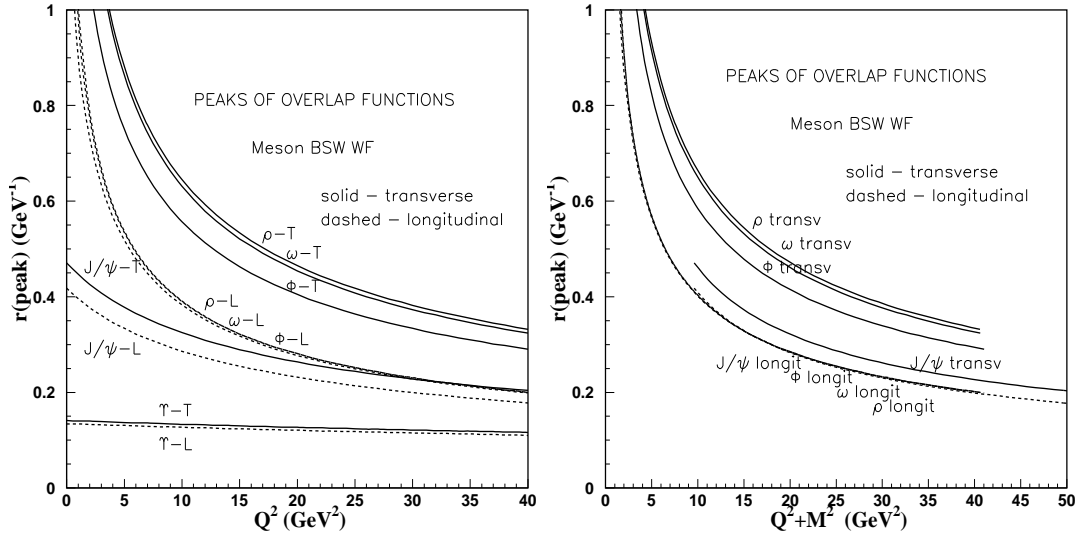 PEAKS OF OVERLAP FUNCTIONS
Meson BSW WF
solid – transverse
dashed – longitudinal
ρ–T
ω–T
Φ–T
J/ψ–T
ρ–L
ω–L
Φ–L
J/ψ–L
ϒ–T
ϒ–L
r(peak) (GeV⁻¹)
1
0.8
0.6
0.4
0.2
0
0 5 10 15 20 25 30 35 40
Q² (GeV²)
PEAKS OF OVERLAP FUNCTIONS
Meson BSW WF
solid – transverse
dashed – longitudinal
ρ transv
ω transv
Φ transv
J/ψ longit
J/ψ transv
Φ longit
ω longit
ρ longit
r(peak) (GeV⁻¹)
1
0.8
0.6
0.4
0.2
0
0 5 10 15 20 25 30 35 40 45 50
Q²+M² (GeV²)